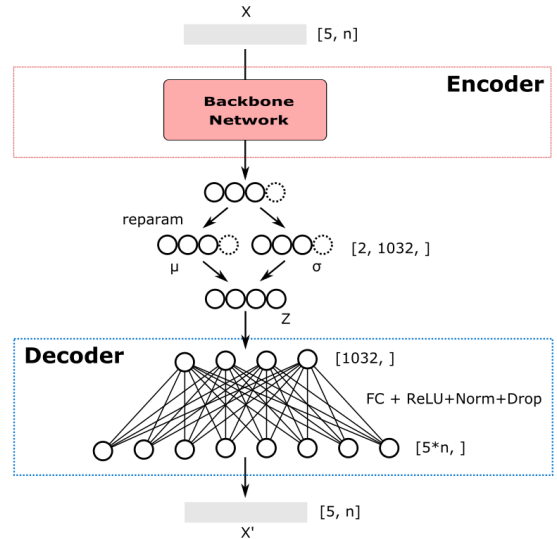 X
[5, n]
Encoder
Backbone
Network
reparam
μ
σ
[2, 1032, ]
Z
Decoder
[1032, ]
FC + ReLU+Norm+Drop
[5*n, ]
[5, n]
X'